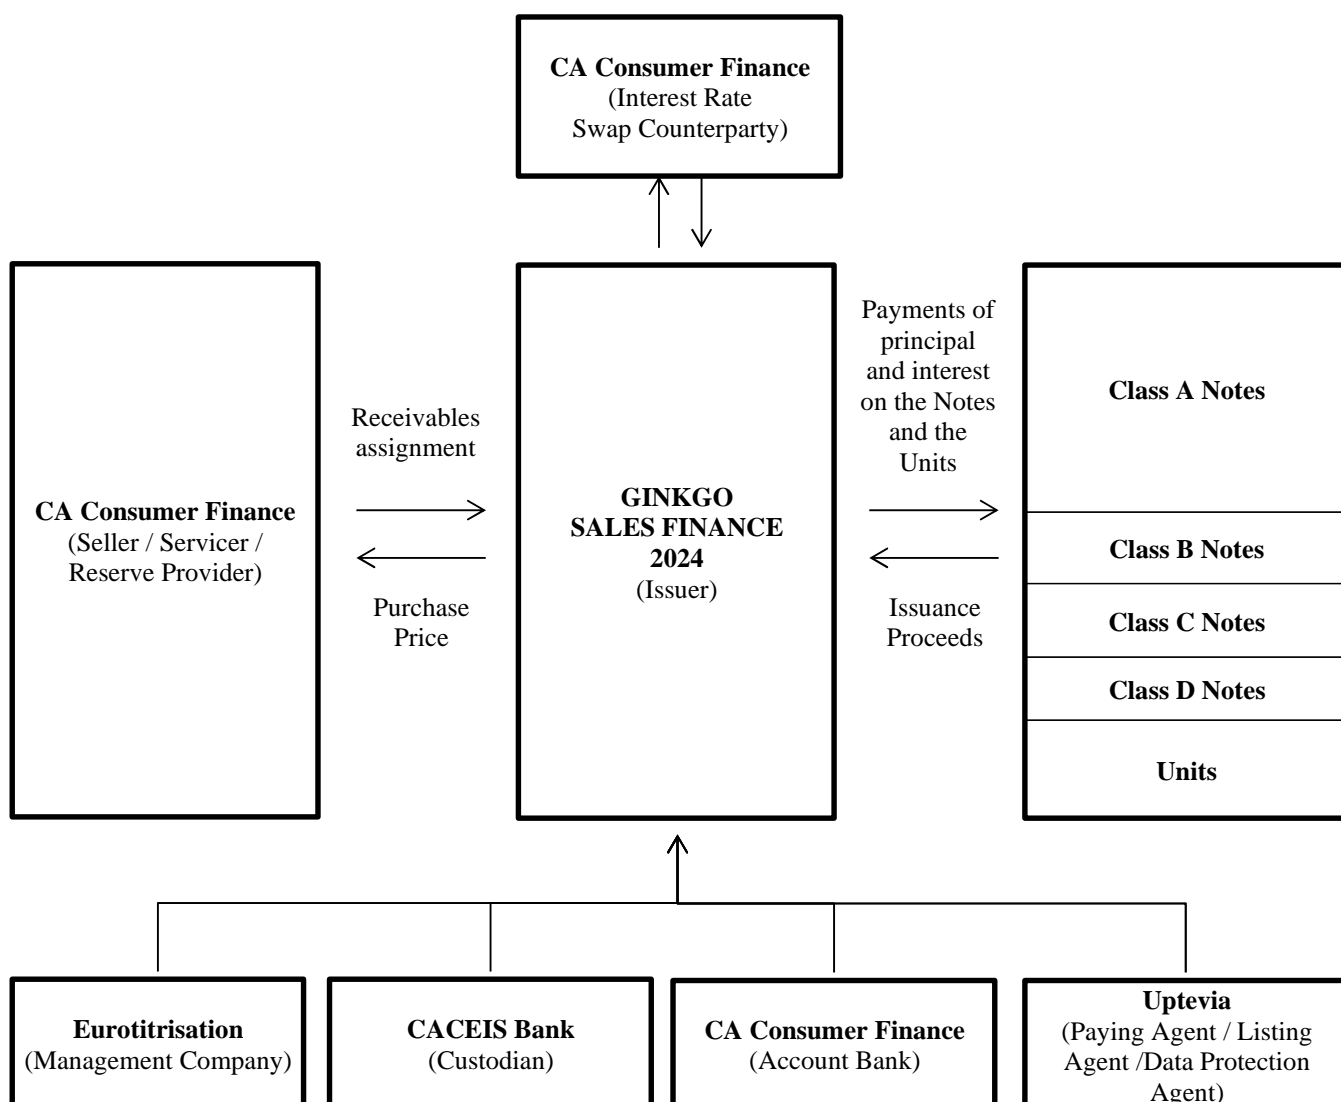 CA Consumer Finance
(Interest Rate
Swap Counterparty)
CA Consumer Finance
(Seller / Servicer /
Reserve Provider)
Receivables
assignment
Purchase
Price
GINKGO
SALES FINANCE
2024
(Issuer)
Payments of
principal
and interest
on the Notes
and the
Units
Issuance
Proceeds
Class A Notes
Class B Notes
Class C Notes
Class D Notes
Units
Eurotitrisation
(Management Company)
CACEIS Bank
(Custodian)
CA Consumer Finance
(Account Bank)
Uptevia
(Paying Agent / Listing
Agent /Data Protection
Agent)